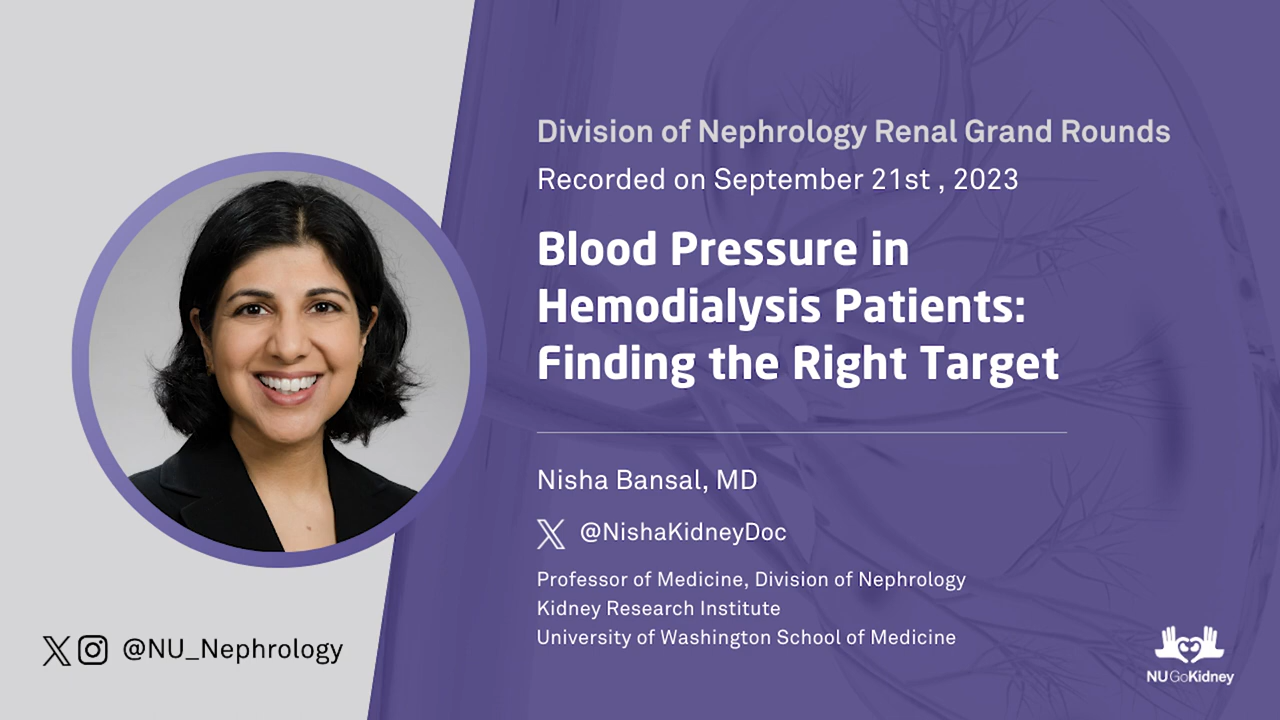 Division of Nephrology Renal Grand Rounds
Recorded on September 21st , 2023
Blood Pressure in
Hemodialysis Patients:
Finding the Right Target
Nisha Bansal, MD
@NishaKidneyDoc
Professor of Medicine, Division of Nephrology
Kidney Research Institute
University of Washington School of Medicine
@NU_Nephrology
NUGoKidney